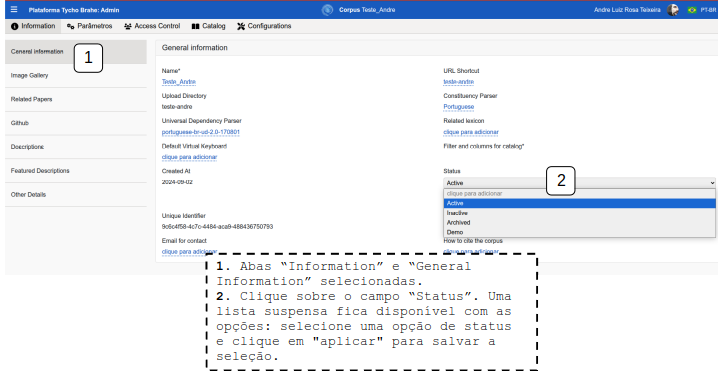 Plataforma Tycho Brahe: Admin
Corpus Teste_Andre
Andre Luiz Rosa Teixeira
PT-BR
Information
Parâmetros
Access Control
Catalog
Configurations
General information
1
Image Gallery
Related Papers
Github
Descriptions
Featured Descriptions
Other Details
General information
Name*
Teste_Andre
URL Shortcut
teste-andre
Upload Directory
teste-andre
Constituency Parser
Portuguese
Universal Dependency Parser
portuguese-br-ud-2.0-170801
Related lexicon
clique para adicionar
Default Virtual Keyboard
clique para adicionar
Filter and columns for catalog*
Created At
2024-09-02
Status
Active
2
clique para adicionar
Active
Inactive
Archived
Demo
Unique Identifier
9c6c4f58-4c7c-4484-aca9-488436750793
Email for contact
clique para adicionar
How to cite the corpus
clique para adicionar
1. Abas “Information” e “General
Information” selecionadas.
2. Clique sobre o campo “Status”. Uma
lista suspensa fica disponível com as
opções: selecione uma opção de status
e clique em "aplicar" para salvar a
seleção.